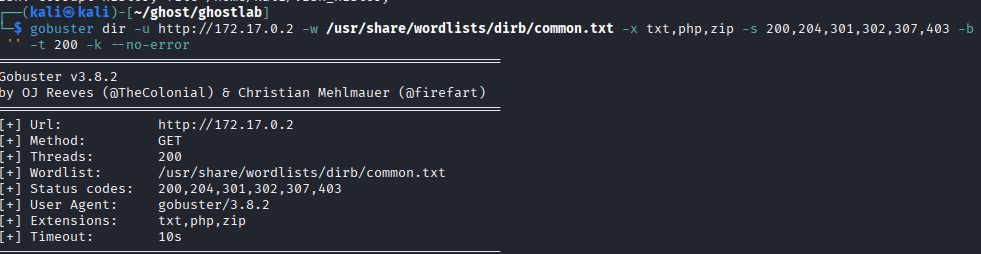 ┌──(kali㉿kali)-[~/ghost/ghostlab]
└─$ gobuster dir -u http://172.17.0.2 -w /usr/share/wordlists/dirb/common.txt -x txt,php,zip -s 200,204,301,302,307,403 -b
'' -t 200 -k --no-error
===============================================================
Gobuster v3.8.2
by OJ Reeves (@TheColonial) & Christian Mehlmauer (@firefart)
===============================================================
[+] Url: http://172.17.0.2
[+] Method: GET
[+] Threads: 200
[+] Wordlist: /usr/share/wordlists/dirb/common.txt
[+] Status codes: 200,204,301,302,307,403
[+] User Agent: gobuster/3.8.2
[+] Extensions: txt,php,zip
[+] Timeout: 10s
===============================================================